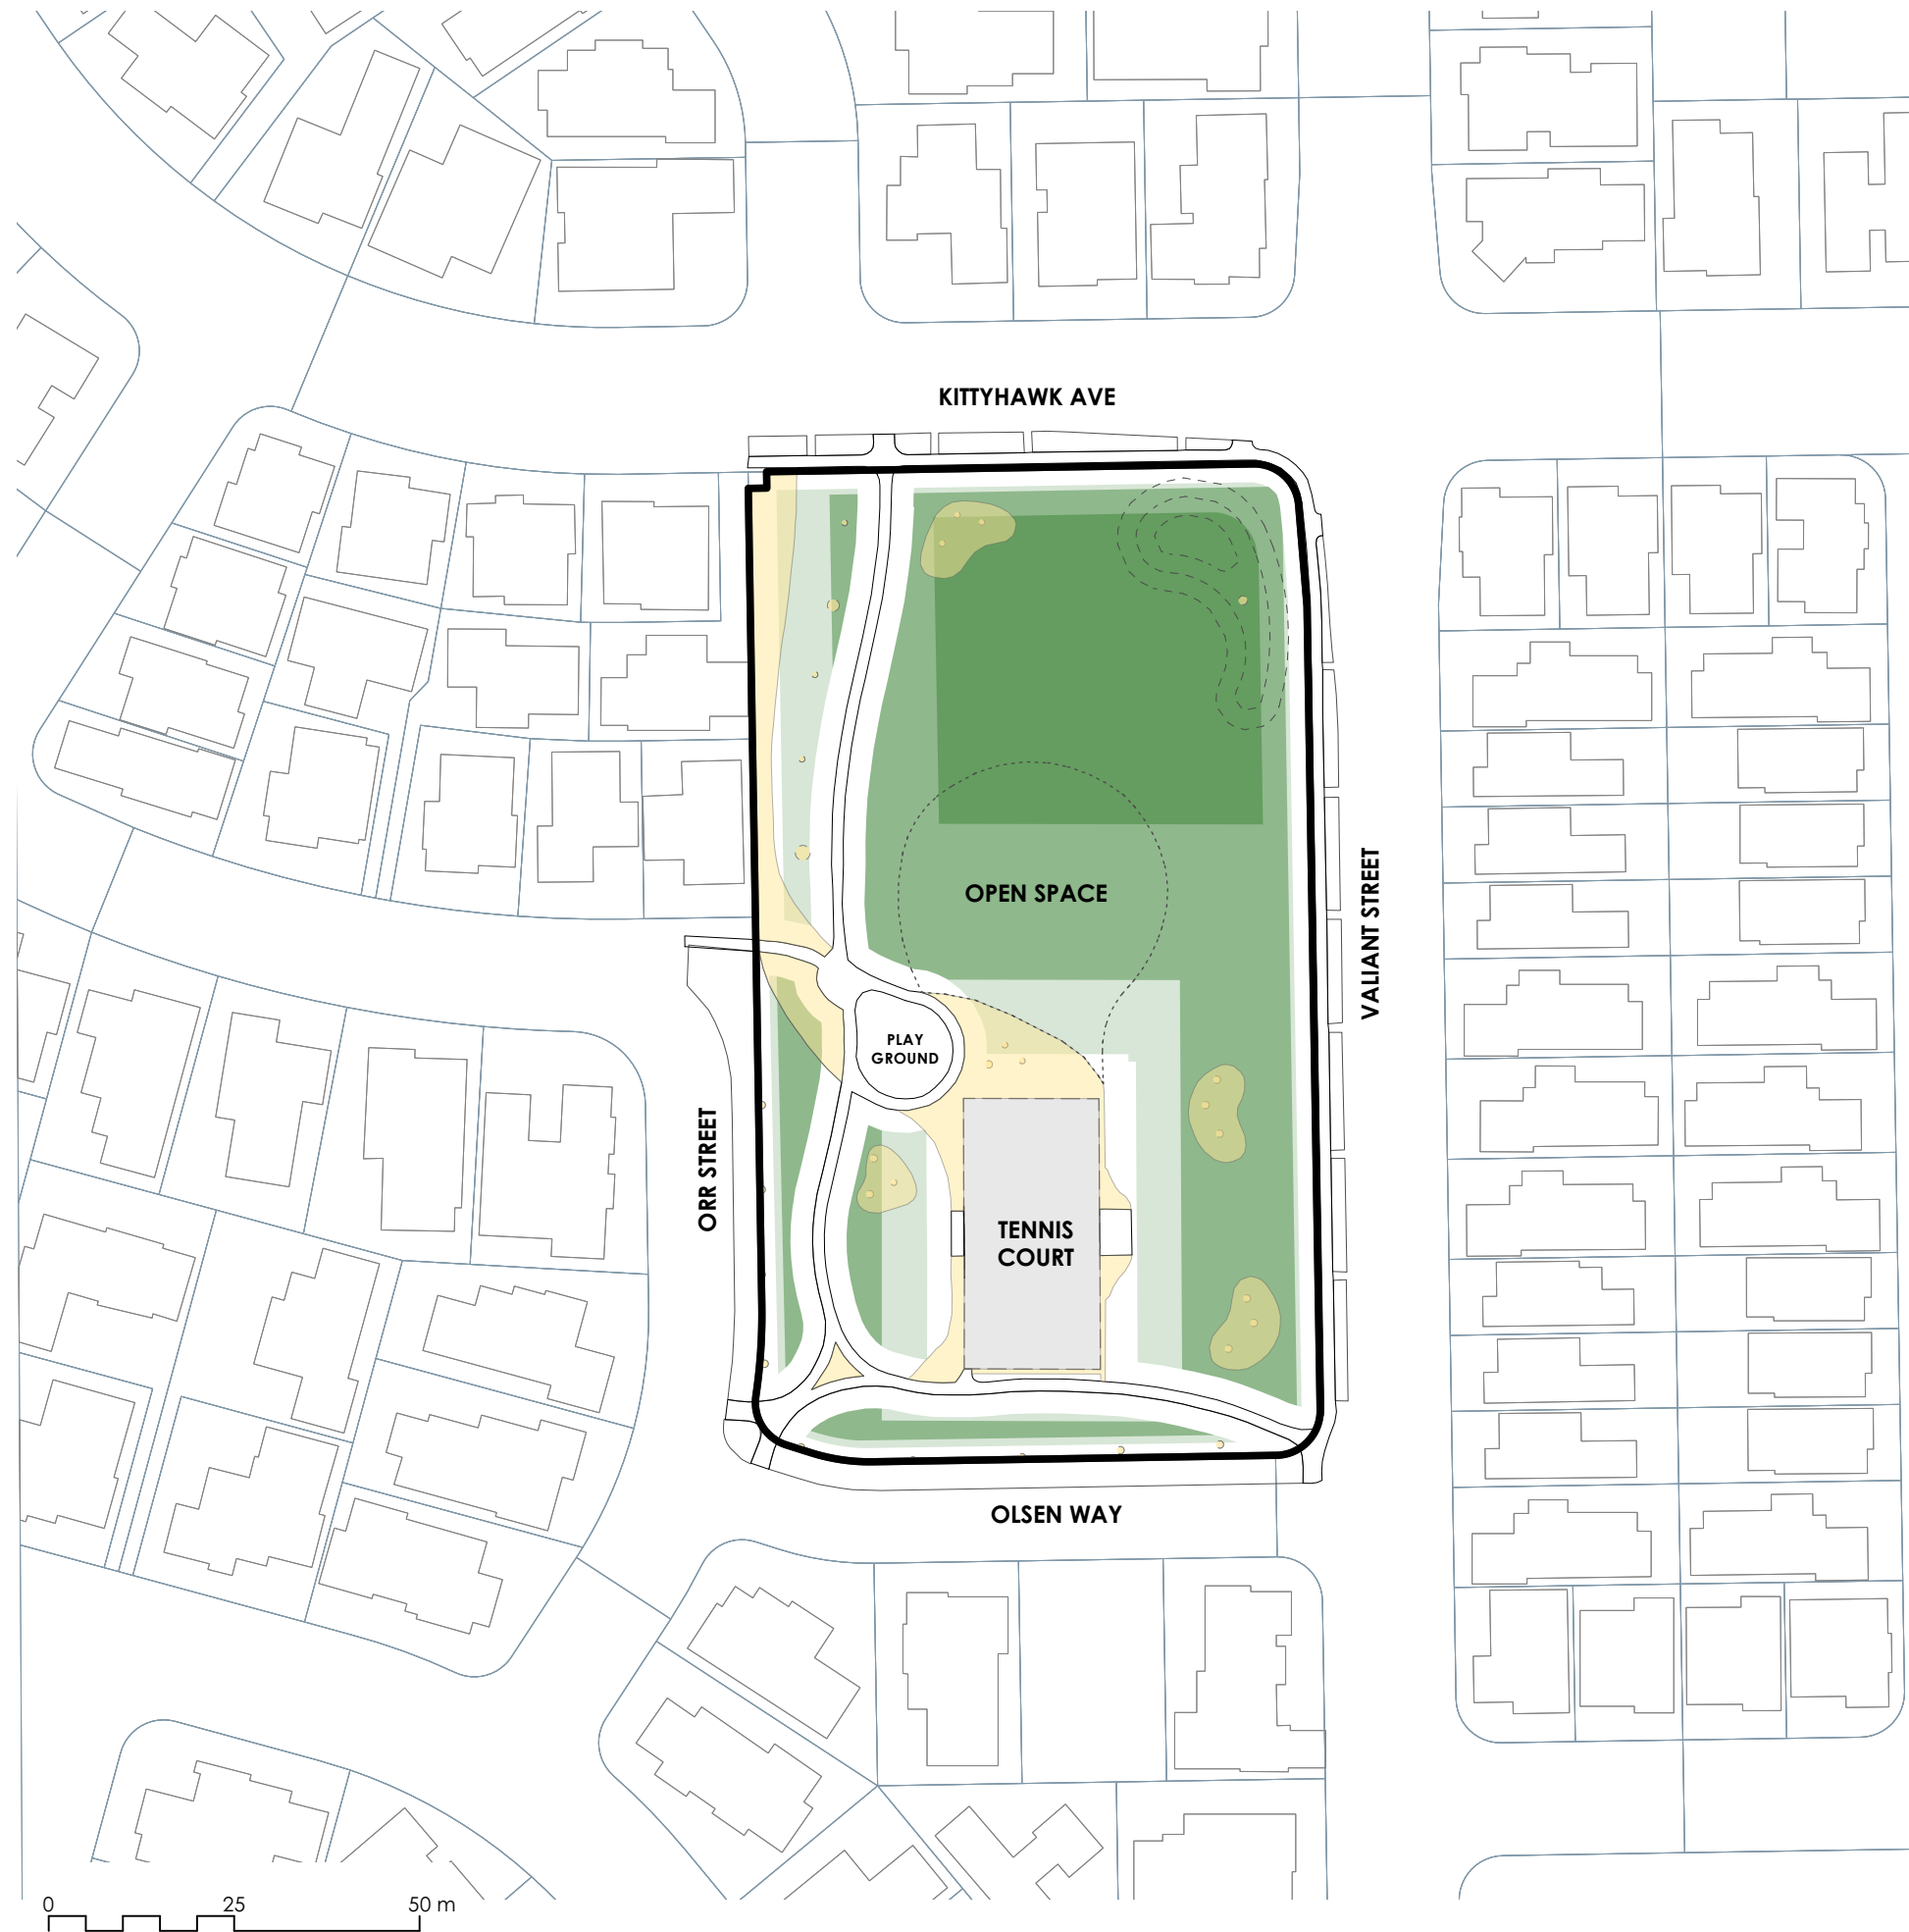 KITTYHAWK AVE
OPEN SPACE
VALIANT STREET
PLAY
GROUND
ORR STREET
TENNIS
COURT
OLSEN WAY
0 25 50 m